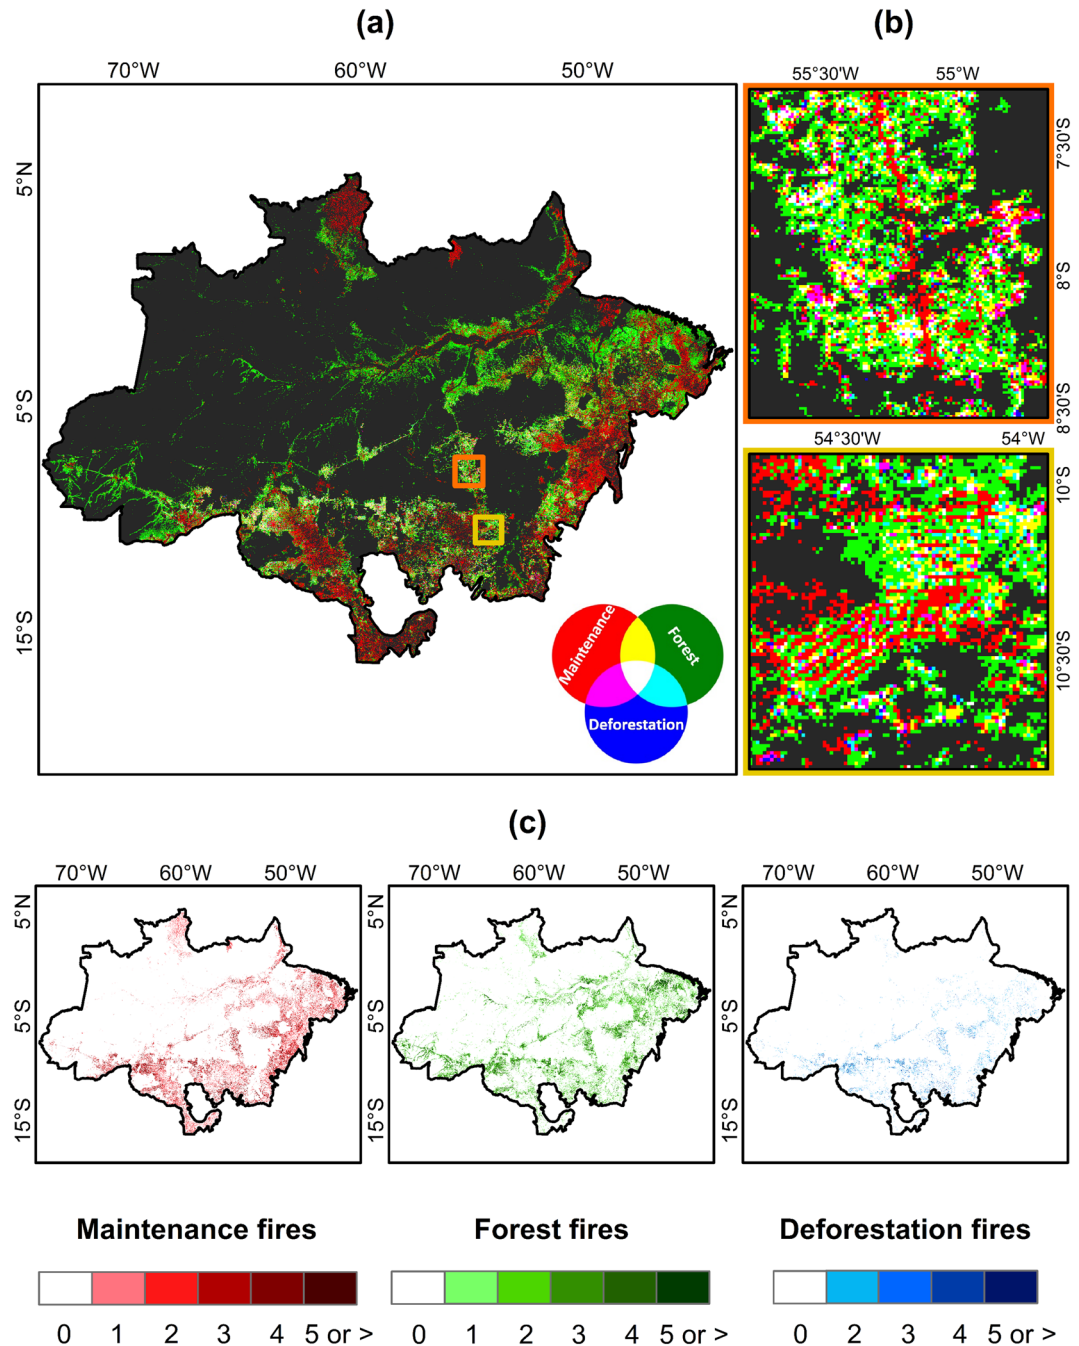 (a)
(b)
70°W 60°W 50°W
55°30'W 55°W
5°N
5°S
15°S
7°30'S
8°S
8°30'S
54°30'W 54°W
10°S
10°30'S
Maintenance
Forest
Deforestation
(c)
70°W 60°W 50°W
70°W 60°W 50°W
70°W 60°W 50°W
5°N
5°S
15°S
5°N
5°S
15°S
5°N
5°S
15°S
Maintenance fires
0 1 2 3 4 5 or >
Forest fires
0 1 2 3 4 5 or >
Deforestation fires
0 2 3 4 5 or >